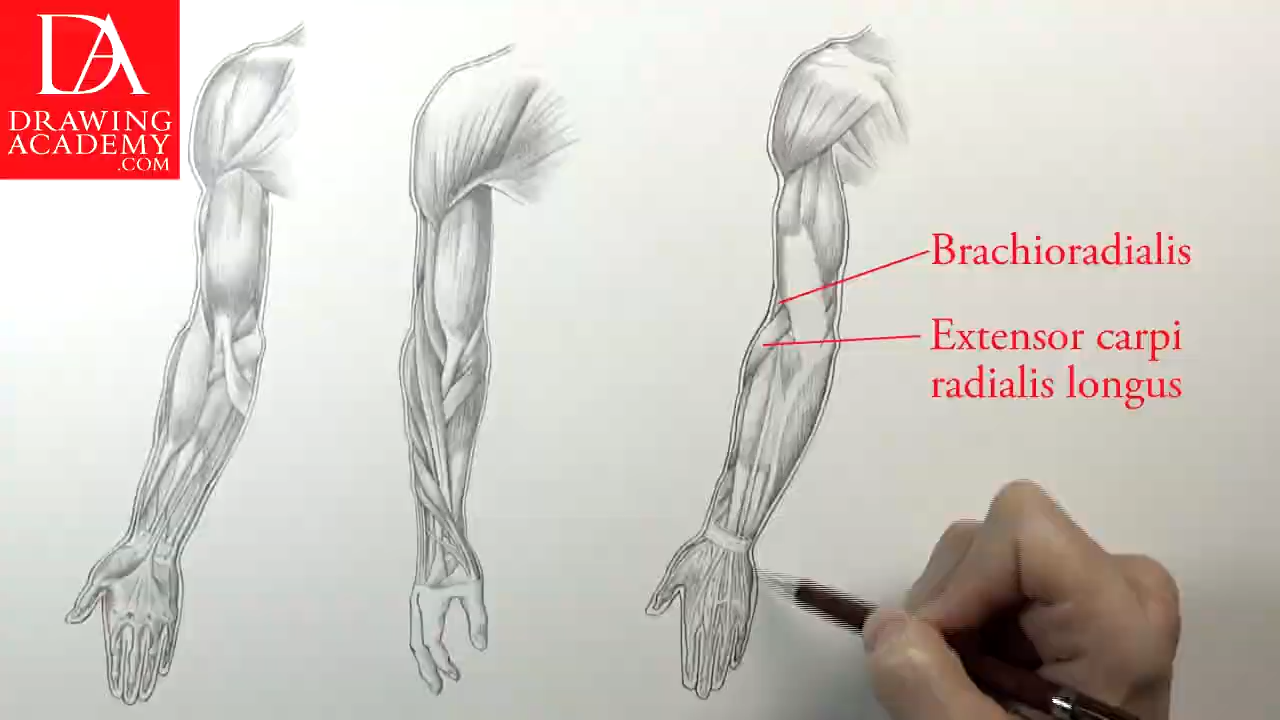 DA
DRAWING
ACADEMY
.COM
Brachioradialis
Extensor carpi
radialis longus